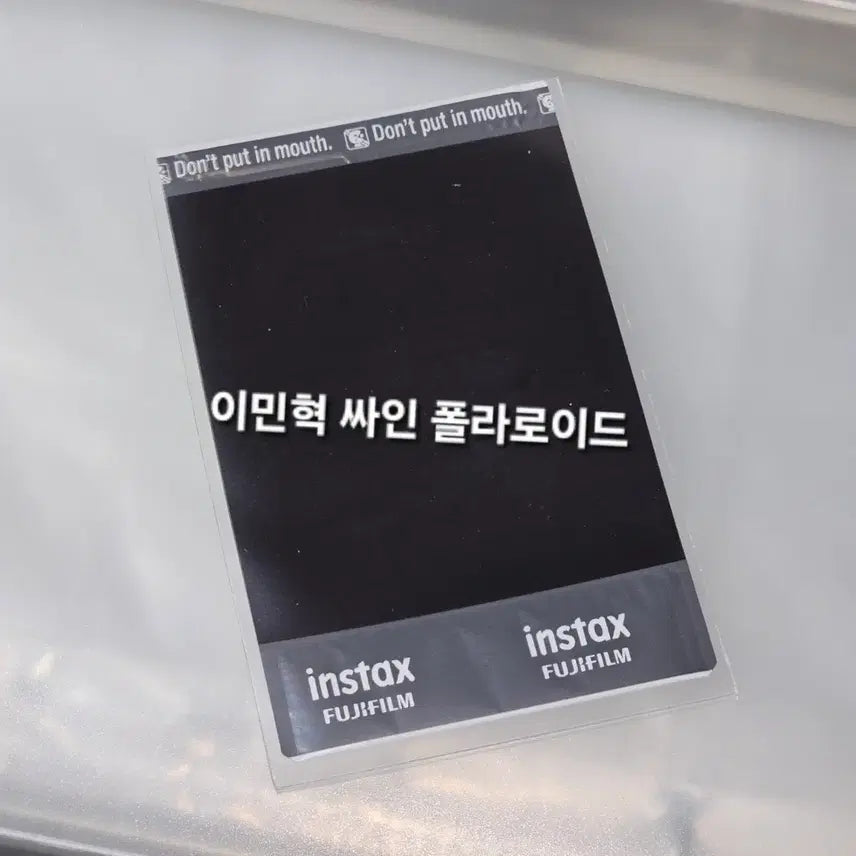 Don't put in mouth. Don't put in mouth.
이민혁 싸인 폴라로이드
instax instax
FUJIFILM FUJIFILM